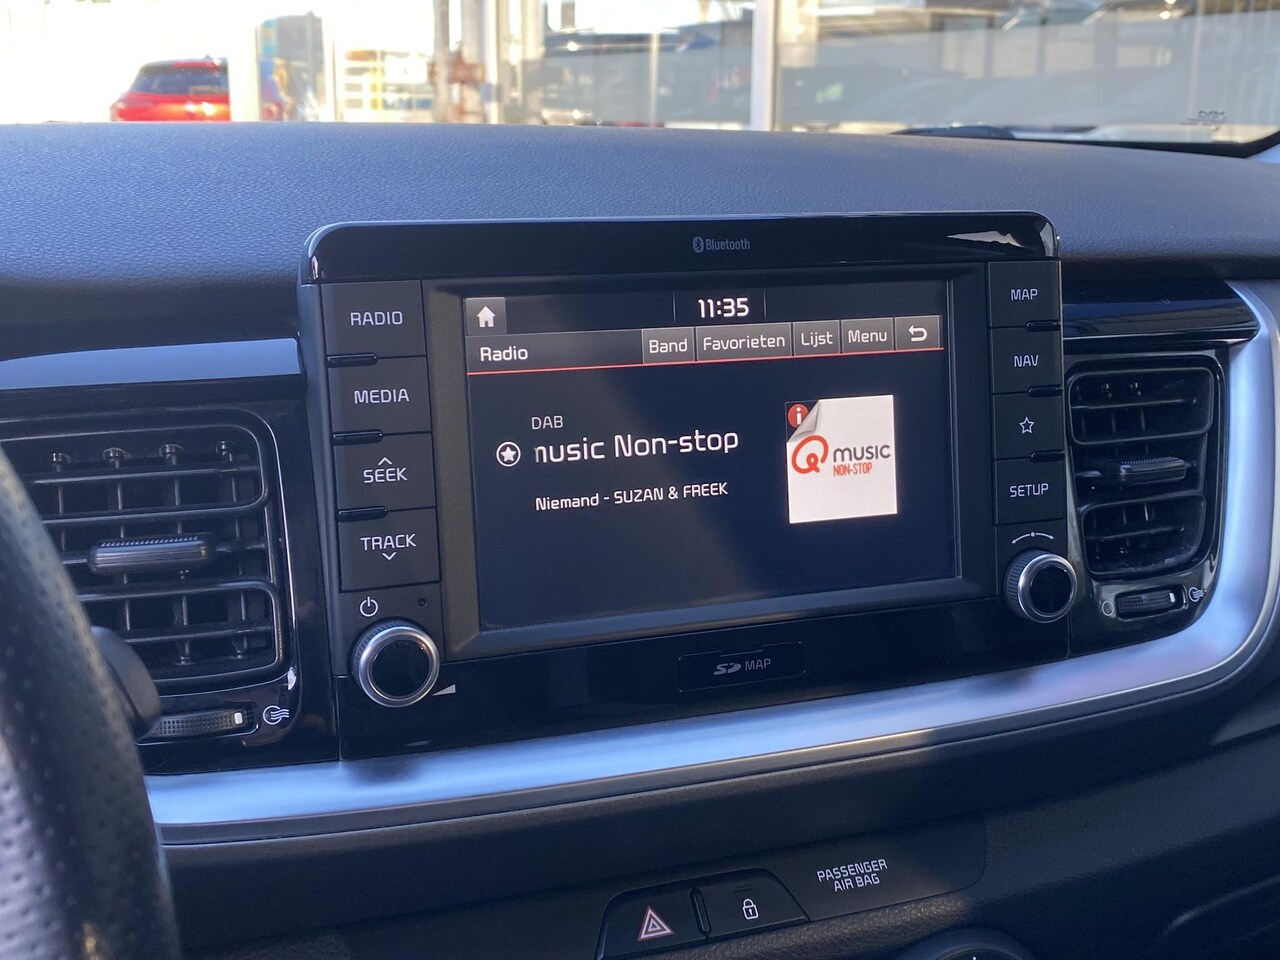 Bluetooth
RADIO
MEDIA
SEEK
TRACK
11:35
Radio
Band
Favorieten
Lijst
Menu
DAB
music Non-stop
Niemand - SUZAN & FREEK
i
Q music
NON-STOP
MAP
NAV
SETUP
SD MAP
PASSENGER
AIR BAG